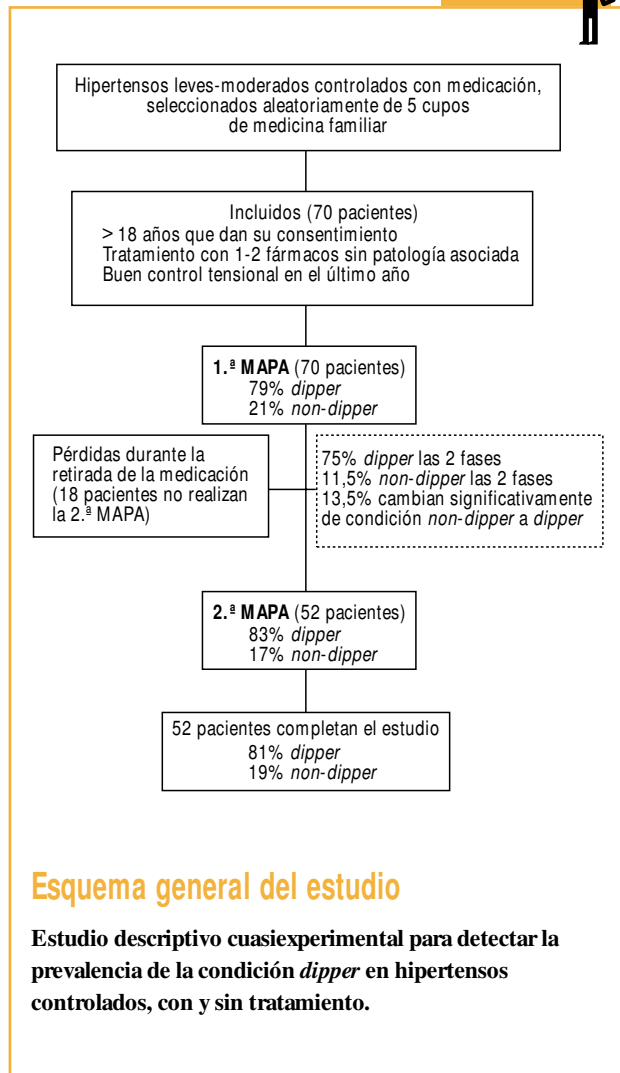 Hipertensos leves-moderados controlados con medicación,
seleccionados aleatoriamente de 5 cupos
de medicina familiar
Incluidos (70 pacientes)
> 18 años que dan su consentimiento
Tratamiento con 1-2 fármacos sin patología asociada
Buen control tensional en el último año
1.ª MAPA (70 pacientes)
79% dipper
21% non-dipper
Pérdidas durante la
retirada de la medicación
(18 pacientes no realizan
la 2.ª MAPA)
75% dipper las 2 fases
11,5% non-dipper las 2 fases
13,5% cambian significativamente
de condición non-dipper a dipper
2.ª MAPA (52 pacientes)
83% dipper
17% non-dipper
52 pacientes completan el estudio
81% dipper
19% non-dipper
Esquema general del estudio
Estudio descriptivo cuasiexperimental para detectar la
prevalencia de la condición dipper en hipertensos
controlados, con y sin tratamiento.